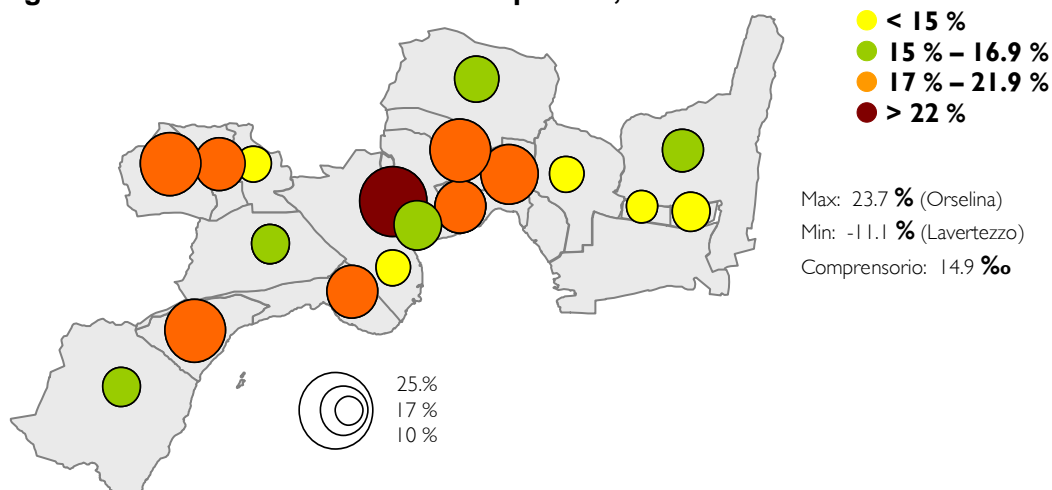 < 15 %
15 % – 16.9 %
17 % – 21.9 %
> 22 %
Max: 23.7 % (Orselina)
Min: -11.1 % (Lavertezzo)
Comprensorio: 14.9 ‰
25.%
17 %
10 %